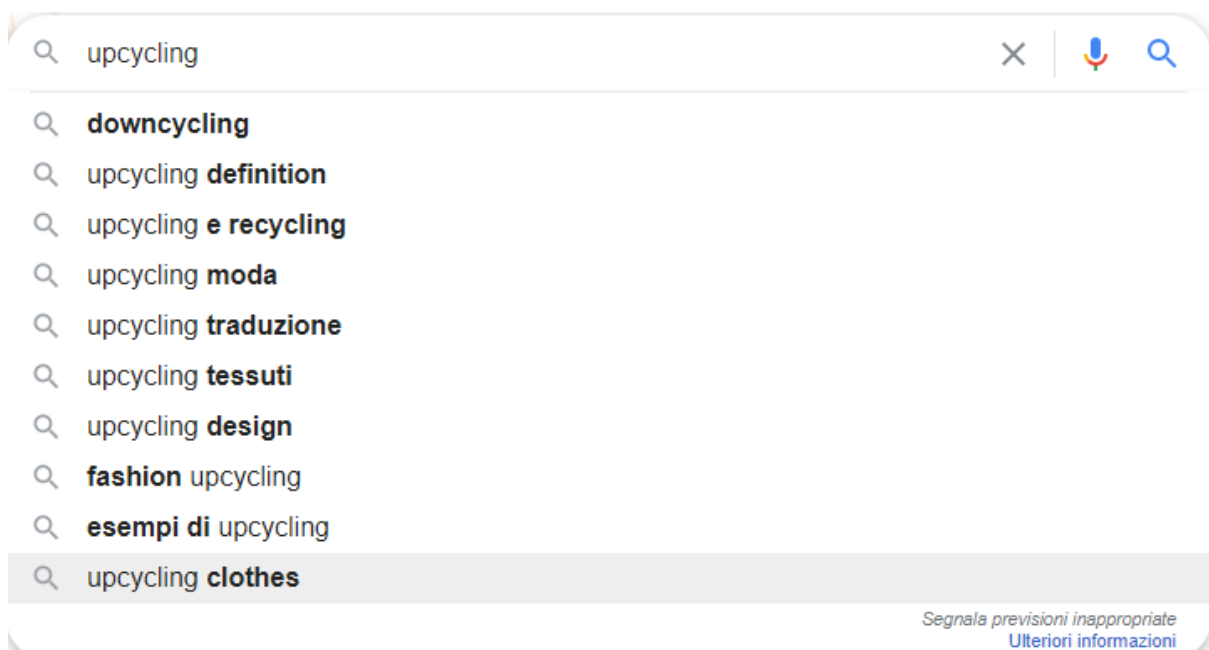 upcycling
downcycling
upcycling definition
upcycling e recycling
upcycling moda
upcycling traduzione
upcycling tessuti
upcycling design
fashion upcycling
esempi di upcycling
upcycling clothes
Segnala previsioni inappropriate
Ulteriori informazioni